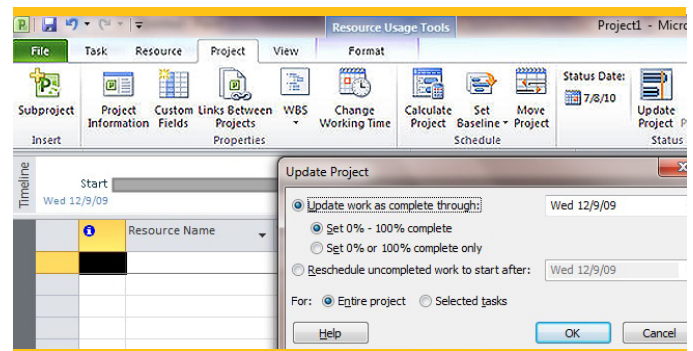 Resource Usage Tools Project1 - Micro
File Task Resource Project View Format
Subproject Project Information Custom Fields Links Between Projects WBS Change Working Time Calculate Project Set Baseline Move Project Status Date: 7/8/10 Update Project P
Insert Properties Schedule Status
Timeline
Start
Wed 12/9/09
Resource Name
Update Project
Update work as complete through: Wed 12/9/09
Set 0% - 100% complete
Set 0% or 100% complete only
Reschedule uncompleted work to start after: Wed 12/9/09
For: Entire project Selected tasks
Help OK Cancel